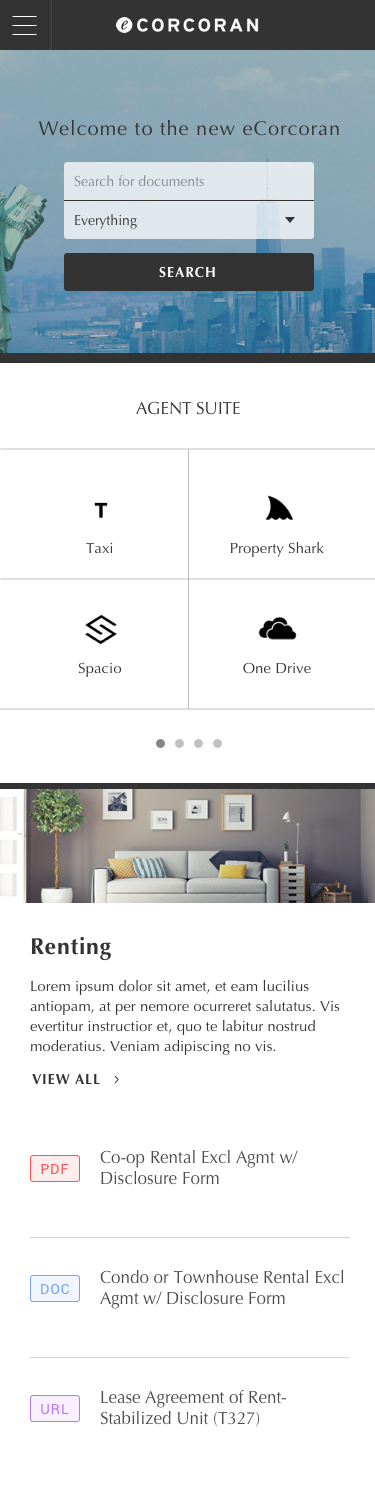 e CORCORAN
Welcome to the new eCorcoran
Search for documents
Everything
SEARCH
AGENT SUITE
T
Taxi
Property Shark
Spacio
One Drive
Renting
Lorem ipsum dolor sit amet, et eam lucilius
antiopam, at per nemore ocurreret salutatus. Vis
evertitur instructior et, quo te labitur nostrud
moderatius. Veniam adipiscing no vis.
VIEW ALL
PDF
Co-op Rental Excl Agmt w/
Disclosure Form
DOC
Condo or Townhouse Rental Excl
Agmt w/ Disclosure Form
URL
Lease Agreement of Rent-
Stabilized Unit (T327)